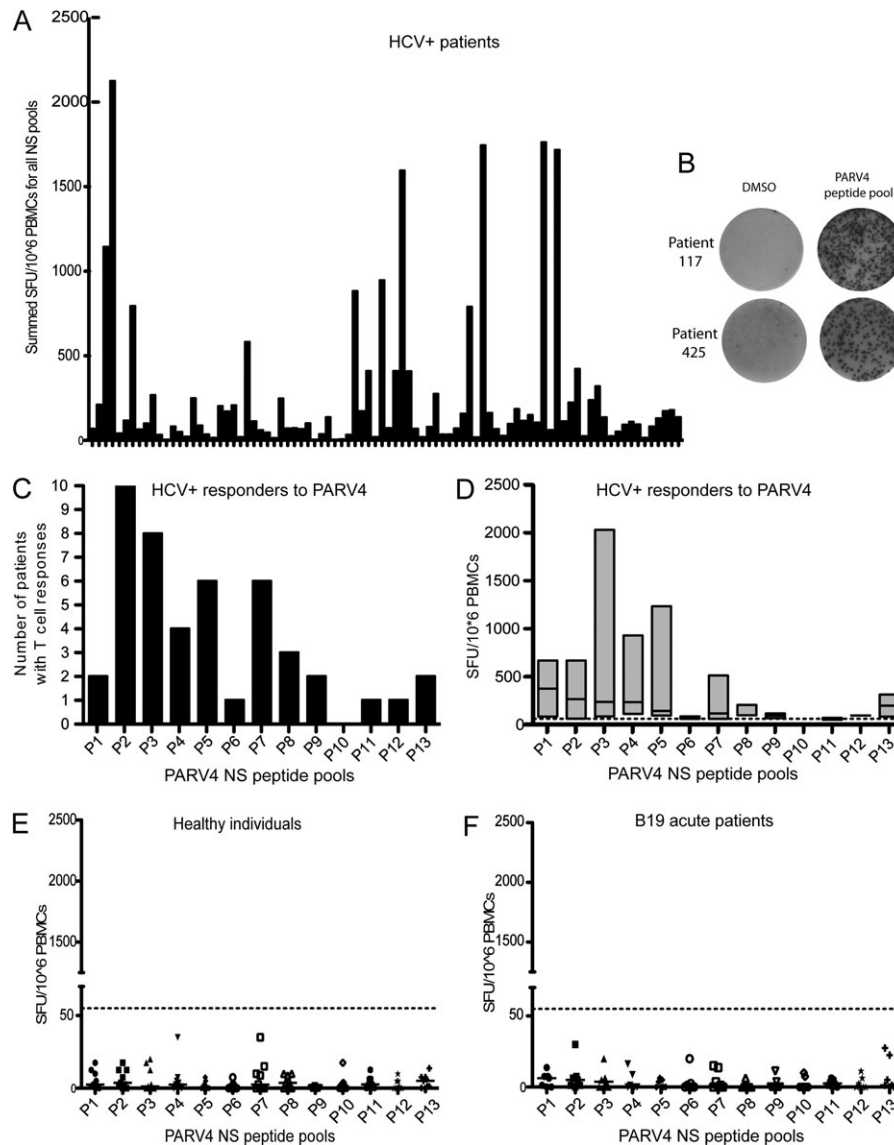 A
HCV+ patients
Summed SFU/10^6 PBMCs for all NS pools
2500
2000
1500
1000
500
0
B
DMSO
PARV4
peptide pool
Patient
117
Patient
425
C
HCV+ responders to PARV4
Number of patients
with T cell responses
10
9
8
7
6
5
4
3
2
1
0
P1 P2 P3 P4 P5 P6 P7 P8 P9 P10 P11 P12 P13
PARV4 NS peptide pools
D
HCV+ responders to PARV4
SFU/10*6 PBMCs
2500
2000
1500
1000
500
0
P1 P2 P3 P4 P5 P6 P7 P8 P9 P10 P11 P12 P13
PARV4 NS peptide pools
E
Healthy individuals
SFU/10^6 PBMCs
2500
2000
1500
50
0
P1 P2 P3 P4 P5 P6 P7 P8 P9 P10 P11 P12 P13
PARV4 NS peptide pools
F
B19 acute patients
SFU/10^6 PBMCs
2500
2000
1500
50
0
P1 P2 P3 P4 P5 P6 P7 P8 P9 P10 P11 P12 P13
PARV4 NS peptide pools